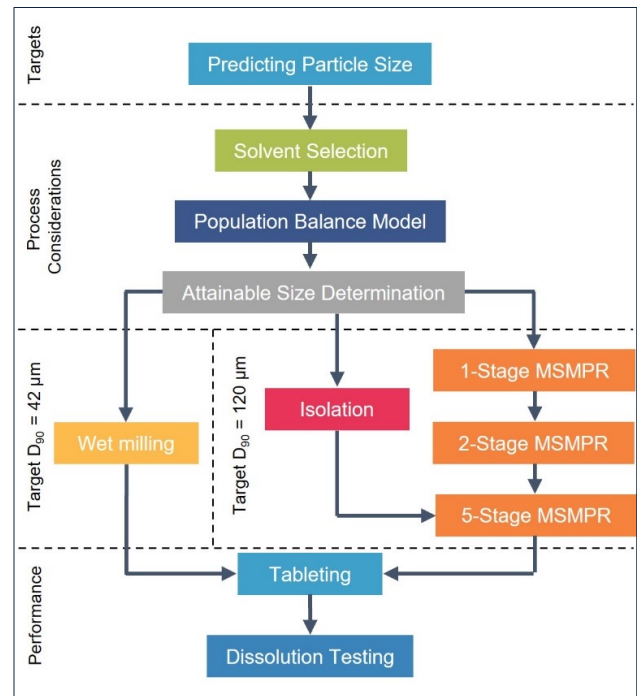 Targets
Predicting Particle Size
Process
Considerations
Solvent Selection
Population Balance Model
Attainable Size Determination
Target D₉₀ = 42 µm
Wet milling
Target D₉₀ = 120 µm
Isolation
1-Stage MSMPR
2-Stage MSMPR
5-Stage MSMPR
Performance
Tableting
Dissolution Testing